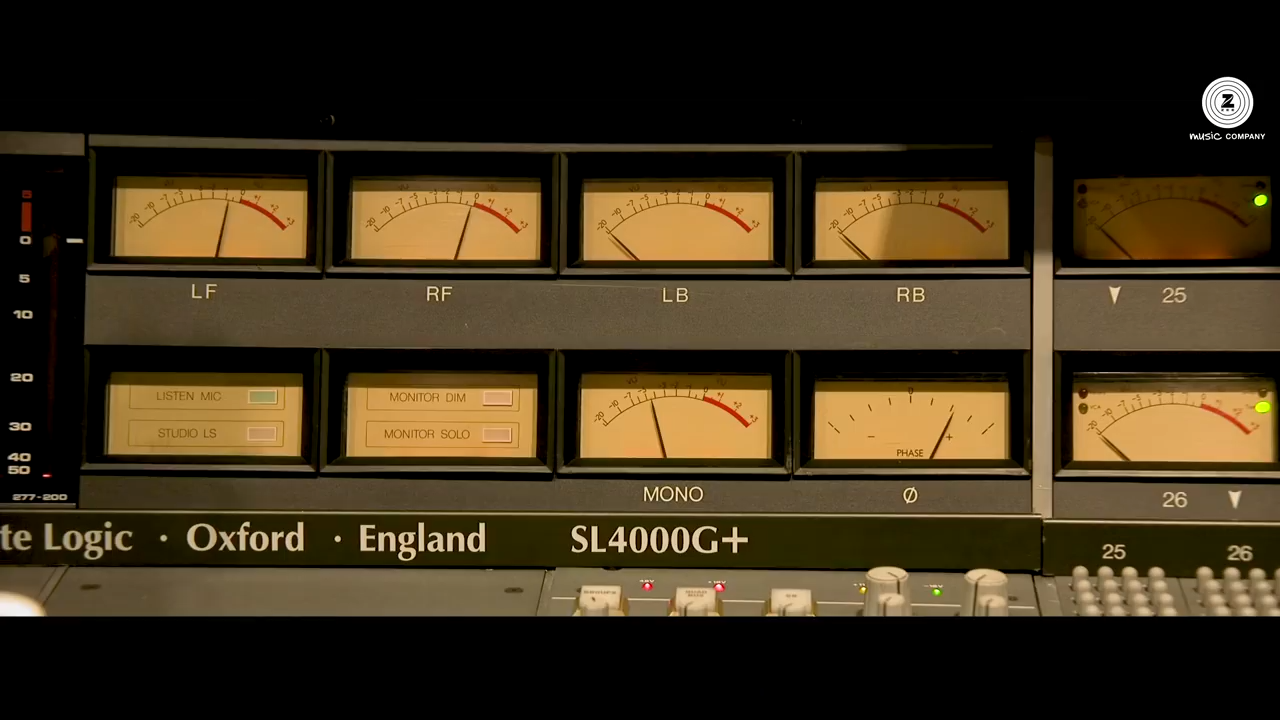 Z
music COMPANY
LF
RF
LB
RB
25
0
5
10
20
30
40
50
277-200
LISTEN MIC
STUDIO LS
MONITOR DIM
MONITOR SOLO
0
PHASE
MONO
Ø
26
te Logic · Oxford · England SL4000G+
25
26